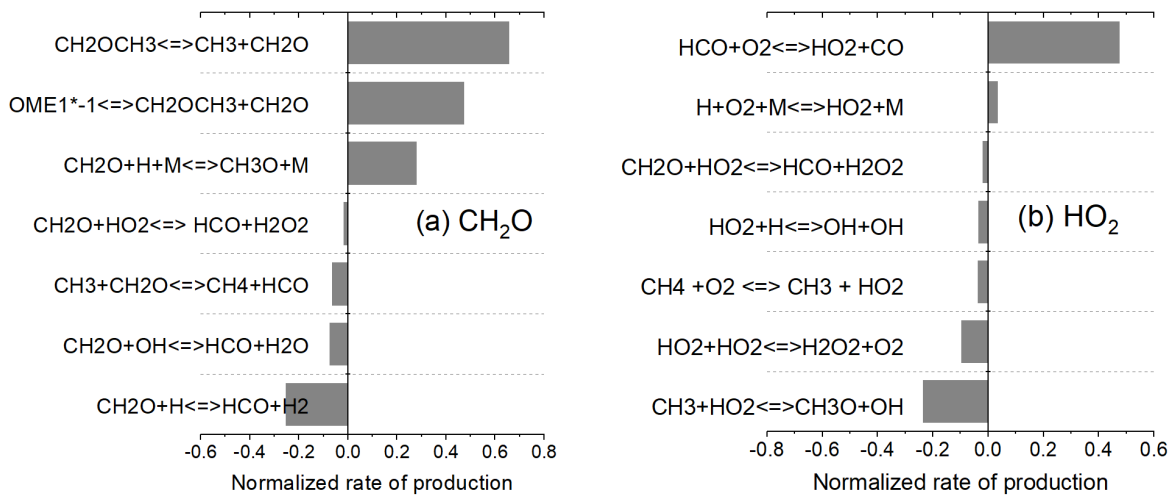 CH2OCH3<=>CH3+CH2O
OME1*-1<=>CH2OCH3+CH2O
CH2O+H+M<=>CH3O+M
CH2O+HO2<=> HCO+H2O2
CH3+CH2O<=>CH4+HCO
CH2O+OH<=>HCO+H2O
CH2O+H<=>HCO+H2
(a) CH₂O
-0.6 -0.4 -0.2 0.0 0.2 0.4 0.6 0.8
Normalized rate of production
HCO+O2<=>HO2+CO
H+O2+M<=>HO2+M
CH2O+HO2<=>HCO+H2O2
HO2+H<=>OH+OH
CH4 +O2 <=> CH3 + HO2
HO2+HO2<=>H2O2+O2
CH3+HO2<=>CH3O+OH
(b) HO₂
-0.8 -0.6 -0.4 -0.2 0.0 0.2 0.4 0.6
Normalized rate of production